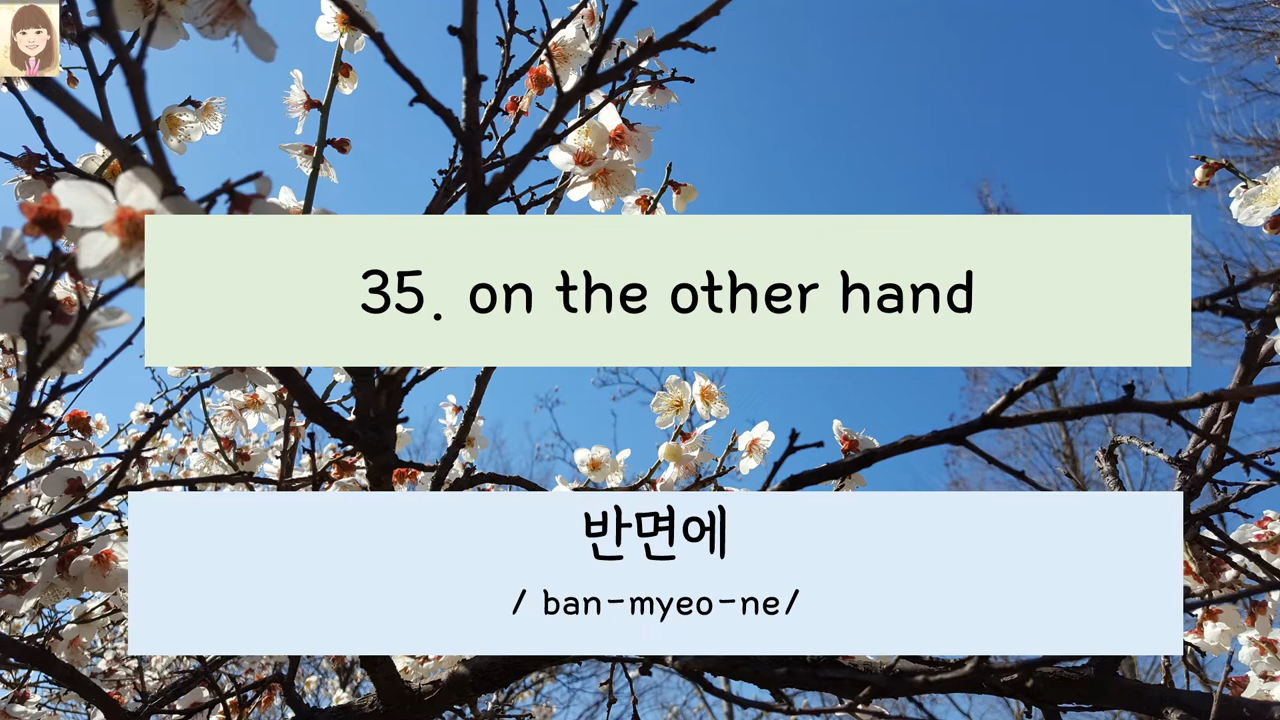 35. on the other hand
반면에
/ ban-myeo-ne/